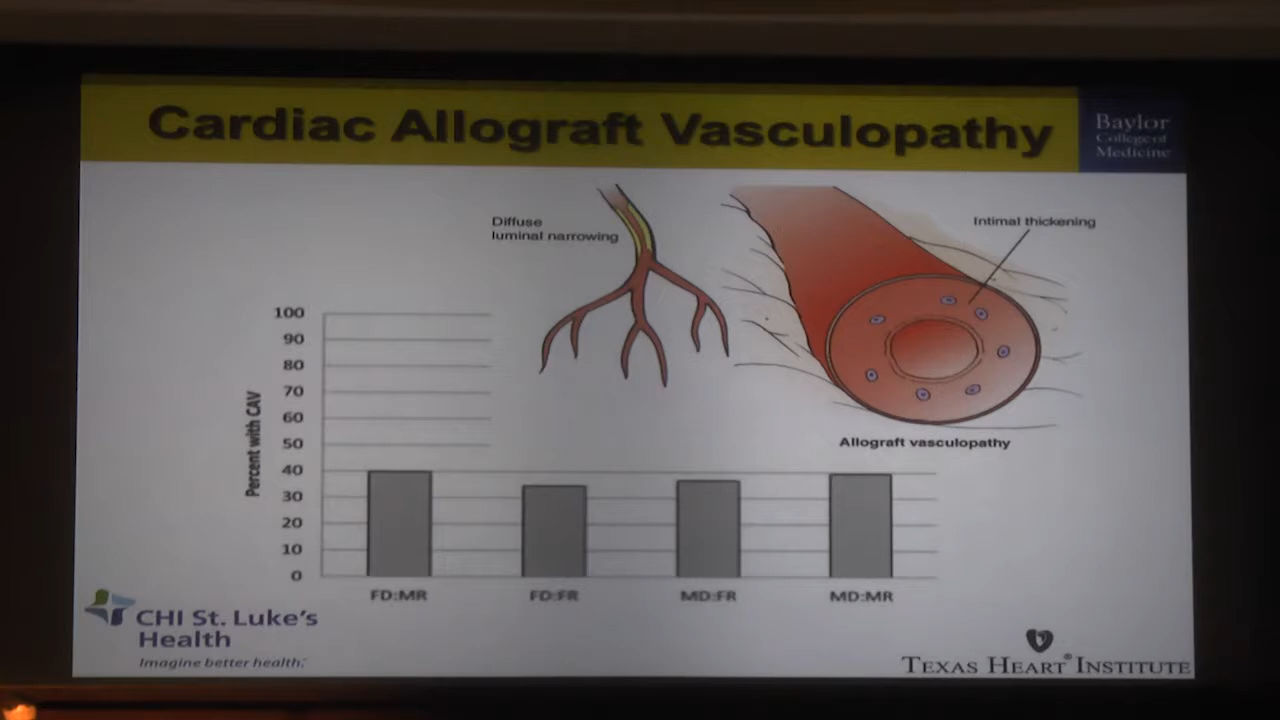 Cardiac Allograft Vasculopathy
Baylor
College of
Medicine
Diffuse
luminal narrowing
Intimal thickening
Allograft vasculopathy
Percent with CAV
100
90
80
70
60
50
40
30
20
10
0
FD:MR
FD:FR
MD:FR
MD:MR
CHI St. Luke's
Health
Imagine better health.
TEXAS HEART® INSTITUTE